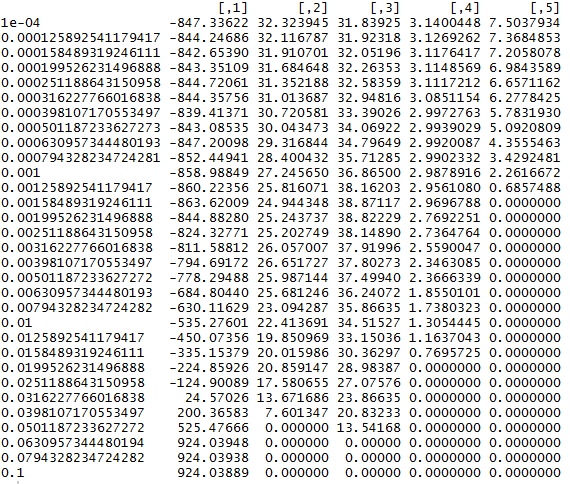 [,1] [,2] [,3] [,4] [,5]
1e-04 -847.33622 32.323945 31.83925 3.1400448 7.5037934
0.000125892541179417 -844.24686 32.116787 31.92318 3.1269262 7.3684853
0.000158489319246111 -842.65390 31.910701 32.05196 3.1176417 7.2058078
0.000199526231496888 -843.35109 31.684648 32.26353 3.1148569 6.9843589
0.000251188643150958 -844.72061 31.352188 32.58359 3.1117212 6.6571162
0.000316227766016838 -844.35756 31.013687 32.94816 3.0851154 6.2778425
0.000398107170553497 -839.41371 30.720581 33.39026 2.9772763 5.7831930
0.000501187233627273 -843.08535 30.043473 34.06922 2.9939029 5.0920809
0.000630957344480193 -847.20098 29.316844 34.79649 2.9920087 4.3555463
0.000794328234724281 -852.44941 28.400432 35.71285 2.9902332 3.4292481
0.001 -858.98849 27.245650 36.86500 2.9878916 2.2616672
0.00125892541179417 -860.22356 25.816071 38.16203 2.9561080 0.6857488
0.00158489319246111 -863.62009 24.944348 38.87117 2.9696788 0.0000000
0.00199526231496888 -844.88280 25.243737 38.82229 2.7692251 0.0000000
0.00251188643150958 -824.32771 25.202749 38.14890 2.7364764 0.0000000
0.00316227766016838 -811.58812 26.057007 37.91996 2.5590047 0.0000000
0.00398107170553497 -794.69172 26.651727 37.80273 2.3463085 0.0000000
0.00501187233627272 -778.29488 25.987144 37.49940 2.3666339 0.0000000
0.00630957344480193 -684.80440 25.681246 36.24072 1.8550101 0.0000000
0.00794328234724282 -630.11629 23.094287 35.86635 1.7380323 0.0000000
0.01 -535.27601 22.413691 34.51527 1.3054445 0.0000000
0.0125892541179417 -450.07356 19.850969 33.15036 1.1637043 0.0000000
0.0158489319246111 -335.15379 20.015986 30.36297 0.7695725 0.0000000
0.0199526231496888 -224.85926 20.859147 28.98387 0.0000000 0.0000000
0.0251188643150958 -124.90089 17.580655 27.07576 0.0000000 0.0000000
0.0316227766016838 24.57026 13.671686 23.86635 0.0000000 0.0000000
0.0398107170553497 200.36583 7.601347 20.83233 0.0000000 0.0000000
0.0501187233627272 525.47666 0.000000 13.54168 0.0000000 0.0000000
0.0630957344480194 924.03948 0.000000 0.00000 0.0000000 0.0000000
0.0794328234724282 924.03938 0.000000 0.00000 0.0000000 0.0000000
0.1 924.03889 0.000000 0.00000 0.0000000 0.0000000